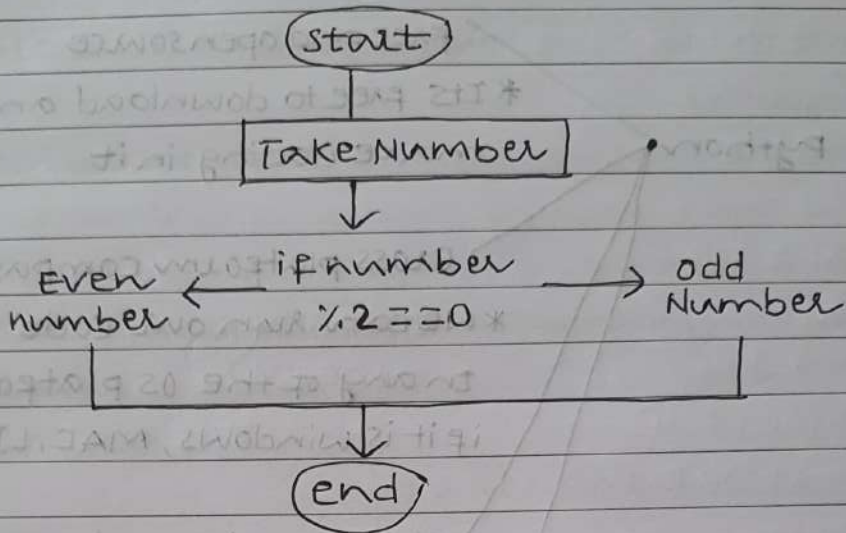 start
Take Number
Even number
if number %2==0
odd Number
end